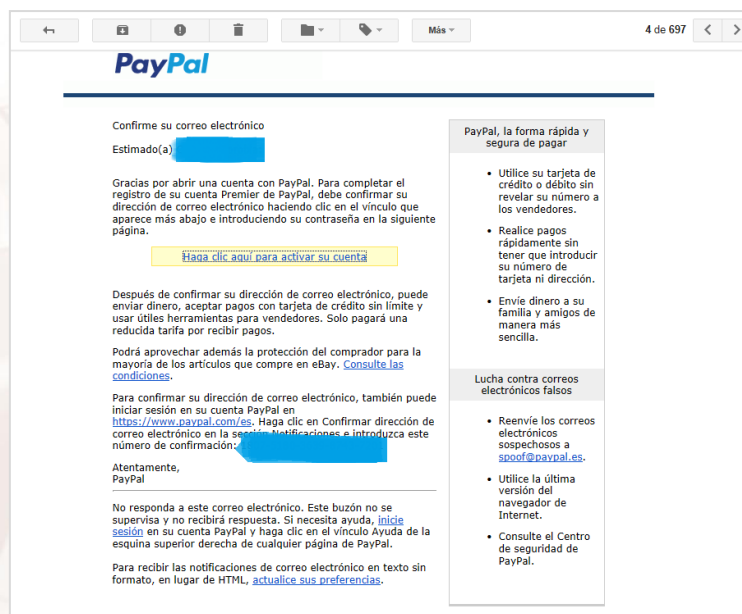 Más
4 de 697
PayPal
Confirme su correo electrónico
Estimado(a)
Gracias por abrir una cuenta con PayPal. Para completar el
registro de su cuenta Premier de PayPal, debe confirmar su
dirección de correo electrónico haciendo clic en el vínculo que
aparece más abajo e introduciendo su contraseña en la siguiente
página.
Haga clic aquí para activar su cuenta
Después de confirmar su dirección de correo electrónico, puede
enviar dinero, aceptar pagos con tarjeta de crédito sin límite y
usar útiles herramientas para vendedores. Solo pagará una
reducida tarifa por recibir pagos.
Podrá aprovechar además la protección del comprador para la
mayoría de los artículos que compre en eBay. Consulte las
condiciones.
Para confirmar su dirección de correo electrónico, también puede
iniciar sesión en su cuenta PayPal en
https://www.paypal.com/es. Haga clic en Confirmar dirección de
correo electrónico en la sección Notificaciones e introduzca este
número de confirmación:
Atentamente,
PayPal
No responda a este correo electrónico. Este buzón no se
supervisa y no recibirá respuesta. Si necesita ayuda, inicie
sesión en su cuenta PayPal y haga clic en el vínculo Ayuda de la
esquina superior derecha de cualquier página de PayPal.
Para recibir las notificaciones de correo electrónico en texto sin
formato, en lugar de HTML, actualice sus preferencias.
PayPal, la forma rápida y
segura de pagar
• Utilice su tarjeta de
crédito o débito sin
revelar su número a
los vendedores.
• Realice pagos
rápidamente sin
tener que introducir
su número de
tarjeta ni dirección.
• Envíe dinero a su
familia y amigos de
manera más
sencilla.
Lucha contra correos
electrónicos falsos
• Reenvíe los correos
electrónicos
sospechosos a
spoof@paypal.es.
• Utilice la última
versión del
navegador de
Internet.
• Consulte el Centro
de seguridad de
PayPal.